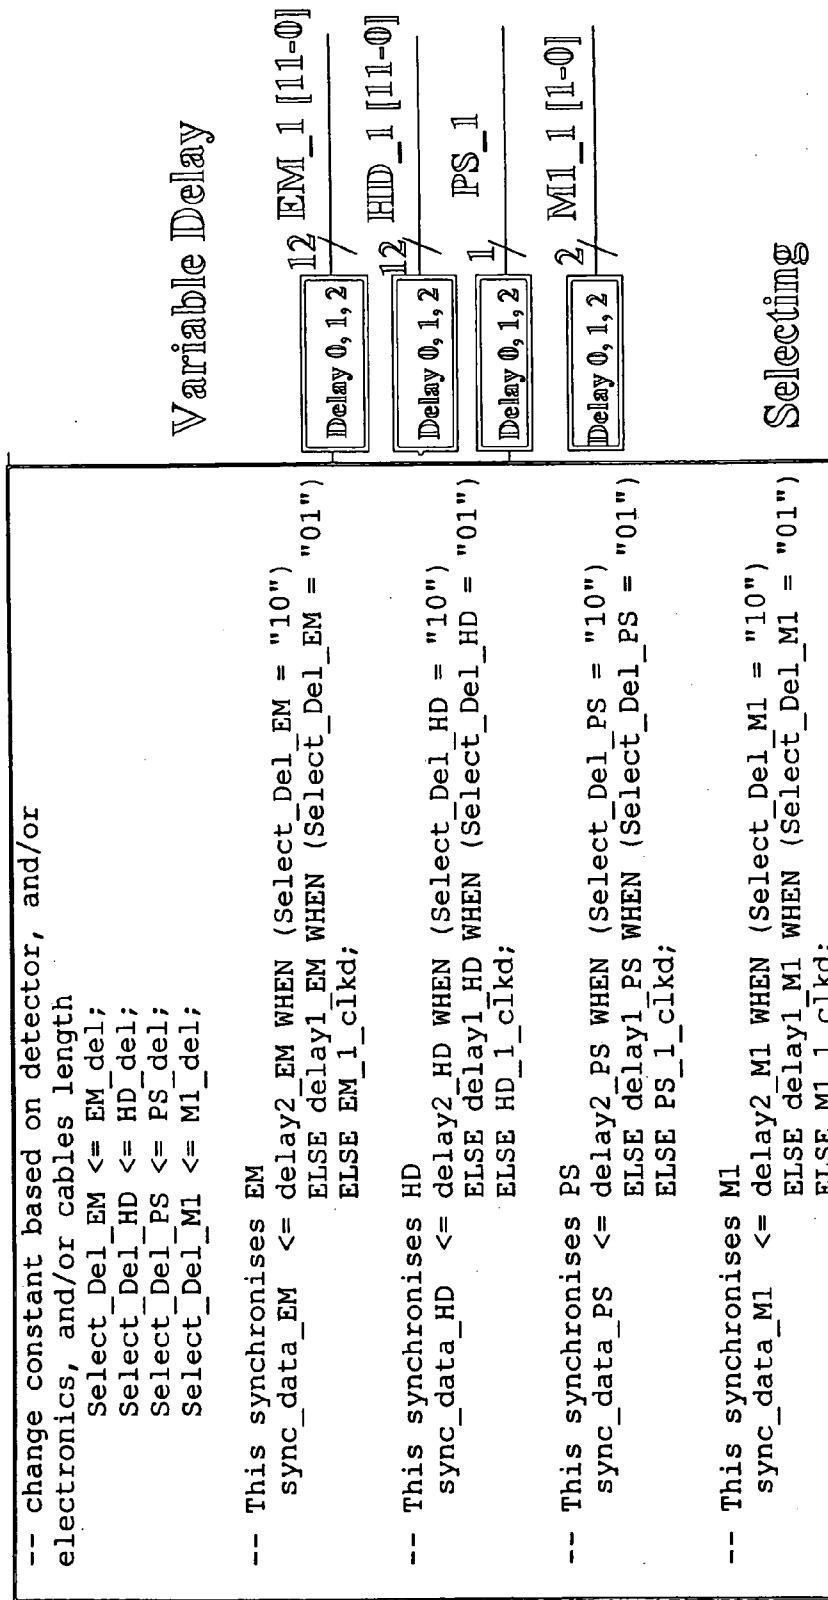 -- change constant based on detector, and/or
electronics, and/or cables length
Select_Del_EM <= EM_del;
Select_Del_HD <= HD_del;
Select_Del_PS <= PS_del;
Select_Del_M1 <= M1_del;
-- This synchronises EM
sync_data_EM <= delay2_EM WHEN (Select_Del_EM = "10")
ELSE delay1_EM WHEN (Select_Del_EM = "01")
ELSE EM_1_clkd;
-- This synchronises HD
sync_data_HD <= delay2_HD WHEN (Select_Del_HD = "10")
ELSE delay1_HD WHEN (Select_Del_HD = "01")
ELSE HD_1_clkd;
-- This synchronises PS
sync_data_PS <= delay2_PS WHEN (Select_Del_PS = "10")
ELSE delay1_PS WHEN (Select_Del_PS = "01")
ELSE PS_1_clkd;
-- This synchronises M1
sync_data_M1 <= delay2_M1 WHEN (Select_Del_M1 = "10")
ELSE delay1_M1 WHEN (Select_Del_M1 = "01")
ELSE M1_1_clkd;
Variable Delay
Delay 0, 1, 2
12
EM_1 [11-0]
Delay 0, 1, 2
12
HD_1 [11-0]
Delay 0, 1, 2
1
PS_1
Delay 0, 1, 2
2
M1_1 [1-0]
Selecting